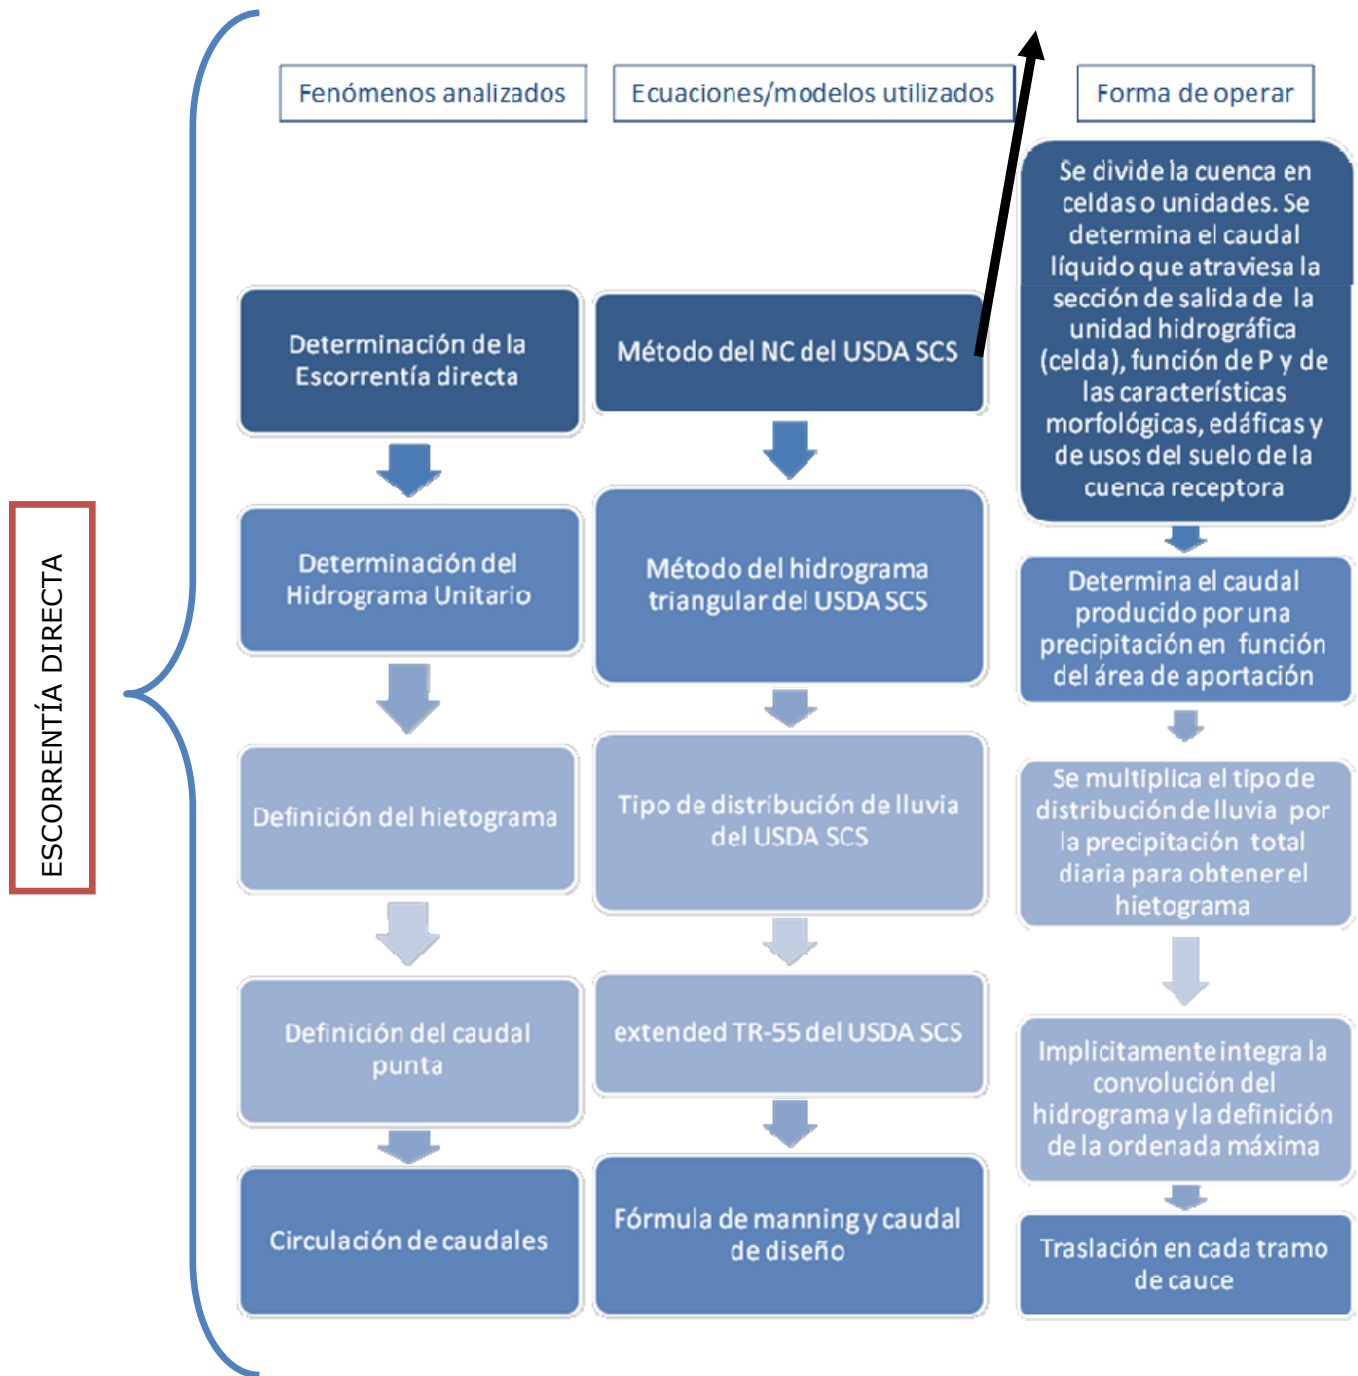 ESCORRENTÍA DIRECTA
Fenómenos analizados
Ecuaciones/modelos utilizados
Forma de operar
Determinación de la
Escorrentía directa
Determinación del
Hidrograma Unitario
Definición del hietograma
Definición del caudal
punta
Circulación de caudales
Método del NC del USDA SCS
Método del hidrograma
triangular del USDA SCS
Tipo de distribución de lluvia
del USDA SCS
extended TR-55 del USDA SCS
Fórmula de manning y caudal
de diseño
Se divide la cuenca en
celdas o unidades. Se
determina el caudal
líquido que atraviesa la
sección de salida de la
unidad hidrográfica
(celda), función de P y de
las características
morfológicas, edáficas y
de usos del suelo de la
cuenca receptora
Determina el caudal
producido por una
precipitación en función
del área de aportación
Se multiplica el tipo de
distribución de lluvia por
la precipitación total
diaria para obtener el
hietograma
Implicitamente integra la
convolución del
hidrograma y la definición
de la ordenada máxima
Traslación en cada tramo
de cauce